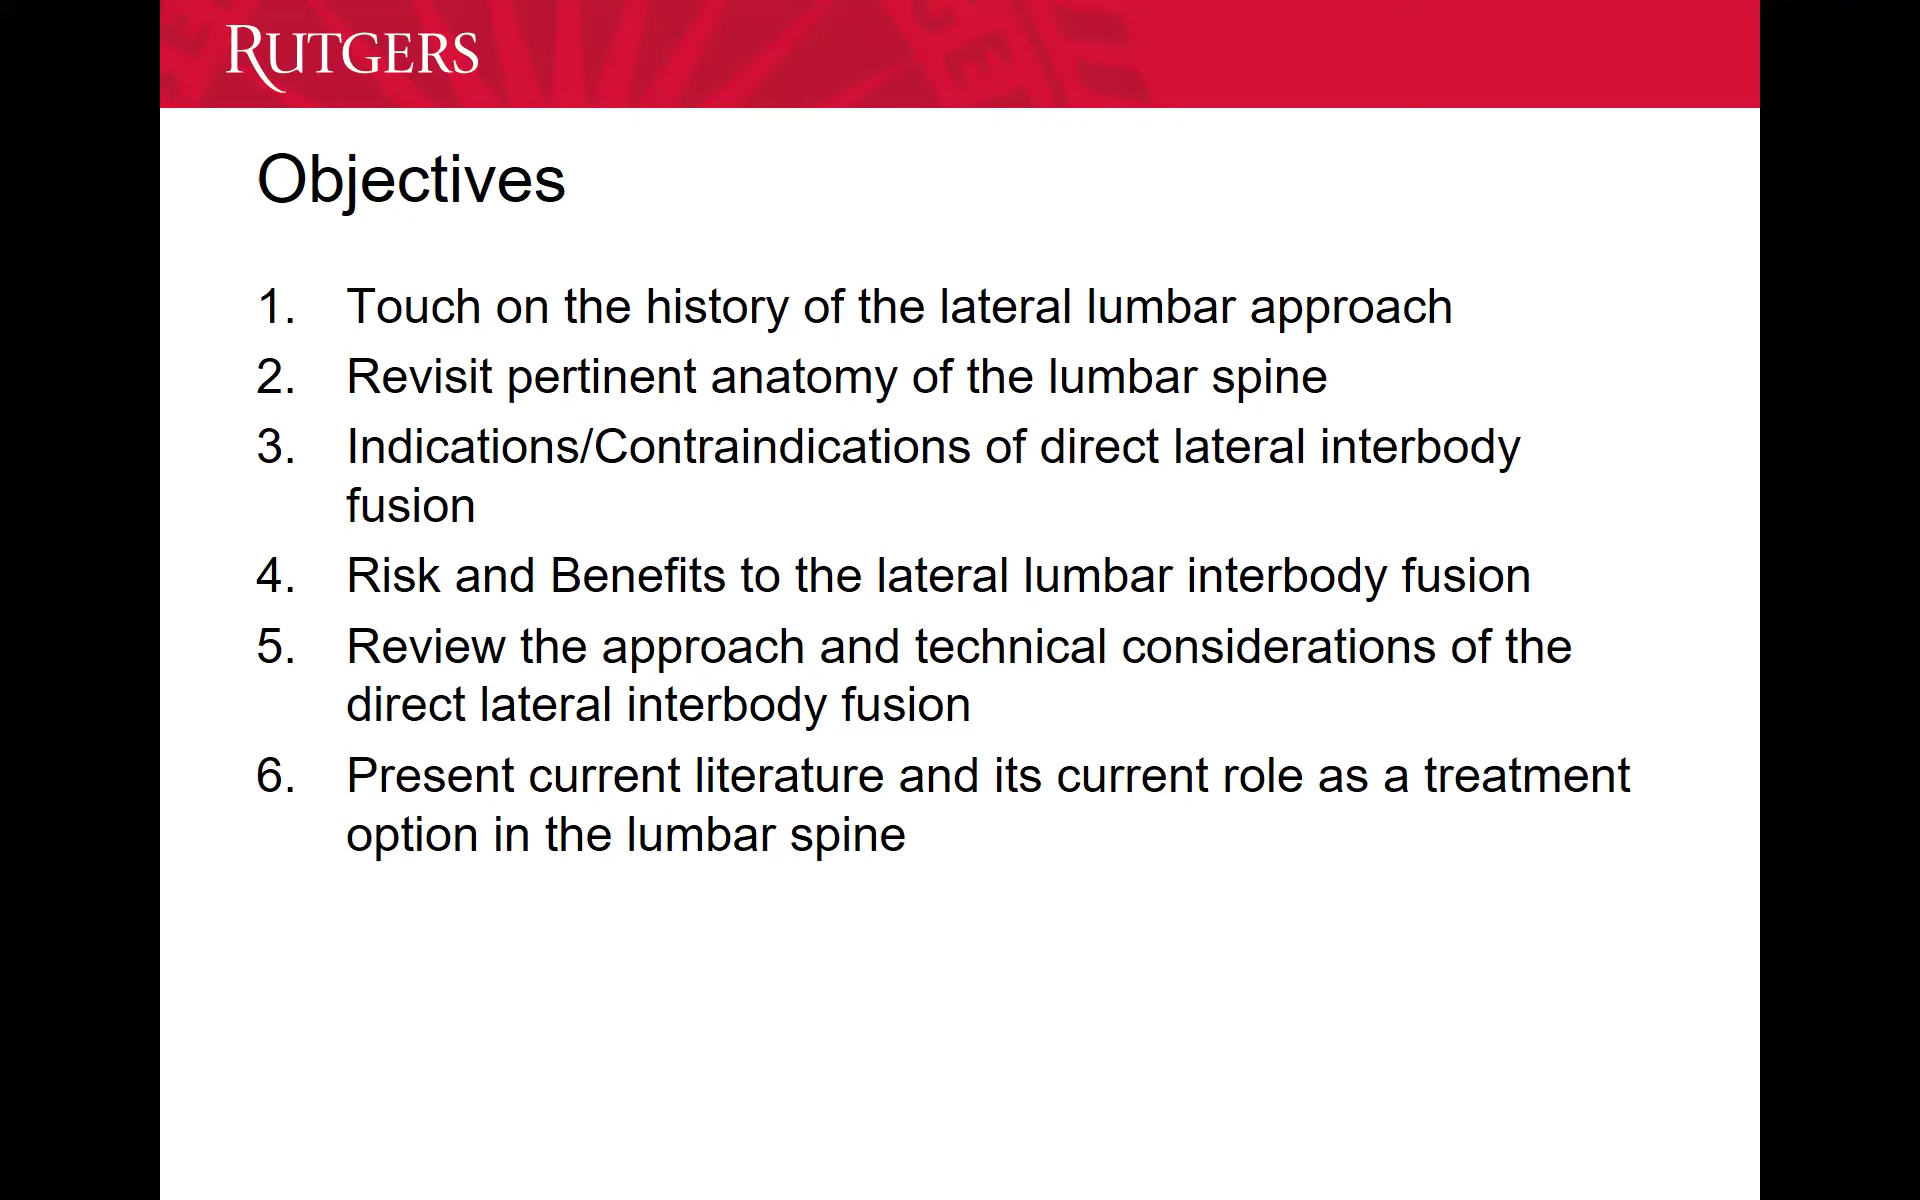 RUTGERS
Objectives
1. Touch on the history of the lateral lumbar approach
2. Revisit pertinent anatomy of the lumbar spine
3. Indications/Contraindications of direct lateral interbody
fusion
4. Risk and Benefits to the lateral lumbar interbody fusion
5. Review the approach and technical considerations of the
direct lateral interbody fusion
6. Present current literature and its current role as a treatment
option in the lumbar spine